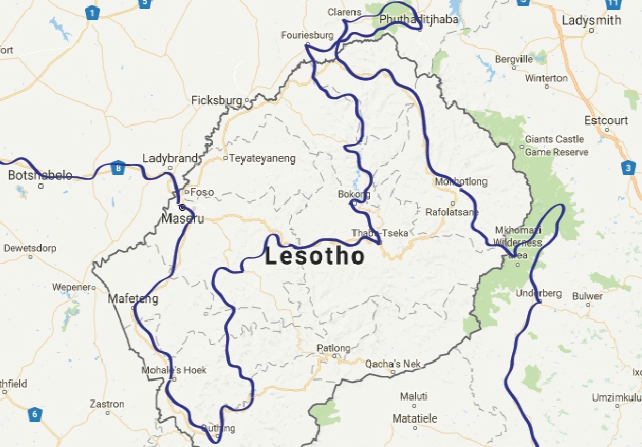 1
5
11
Clarens
Phuthaditjhaba
Ladysmith
Fouriesburg
Bergville
Winterton
Ficksburg
Estcourt
Giants Castle
Game Reserve
3
Ladybrand
Teyateyaneng
8
Botshabelo
Foso
Mokhotlong
Bokong
Rafolatsane
Maseru
Thaba-Tseka
Mkhomazi
Wilderness
Area
Dewetsdorp
Lesotho
Wepener
Mafeteng
Underberg
Bulwer
Patlong
Mohale's Hoek
Qacha's Nek
Maluti
Zastron
Matatiele
Umzimkulu
6
Quthing